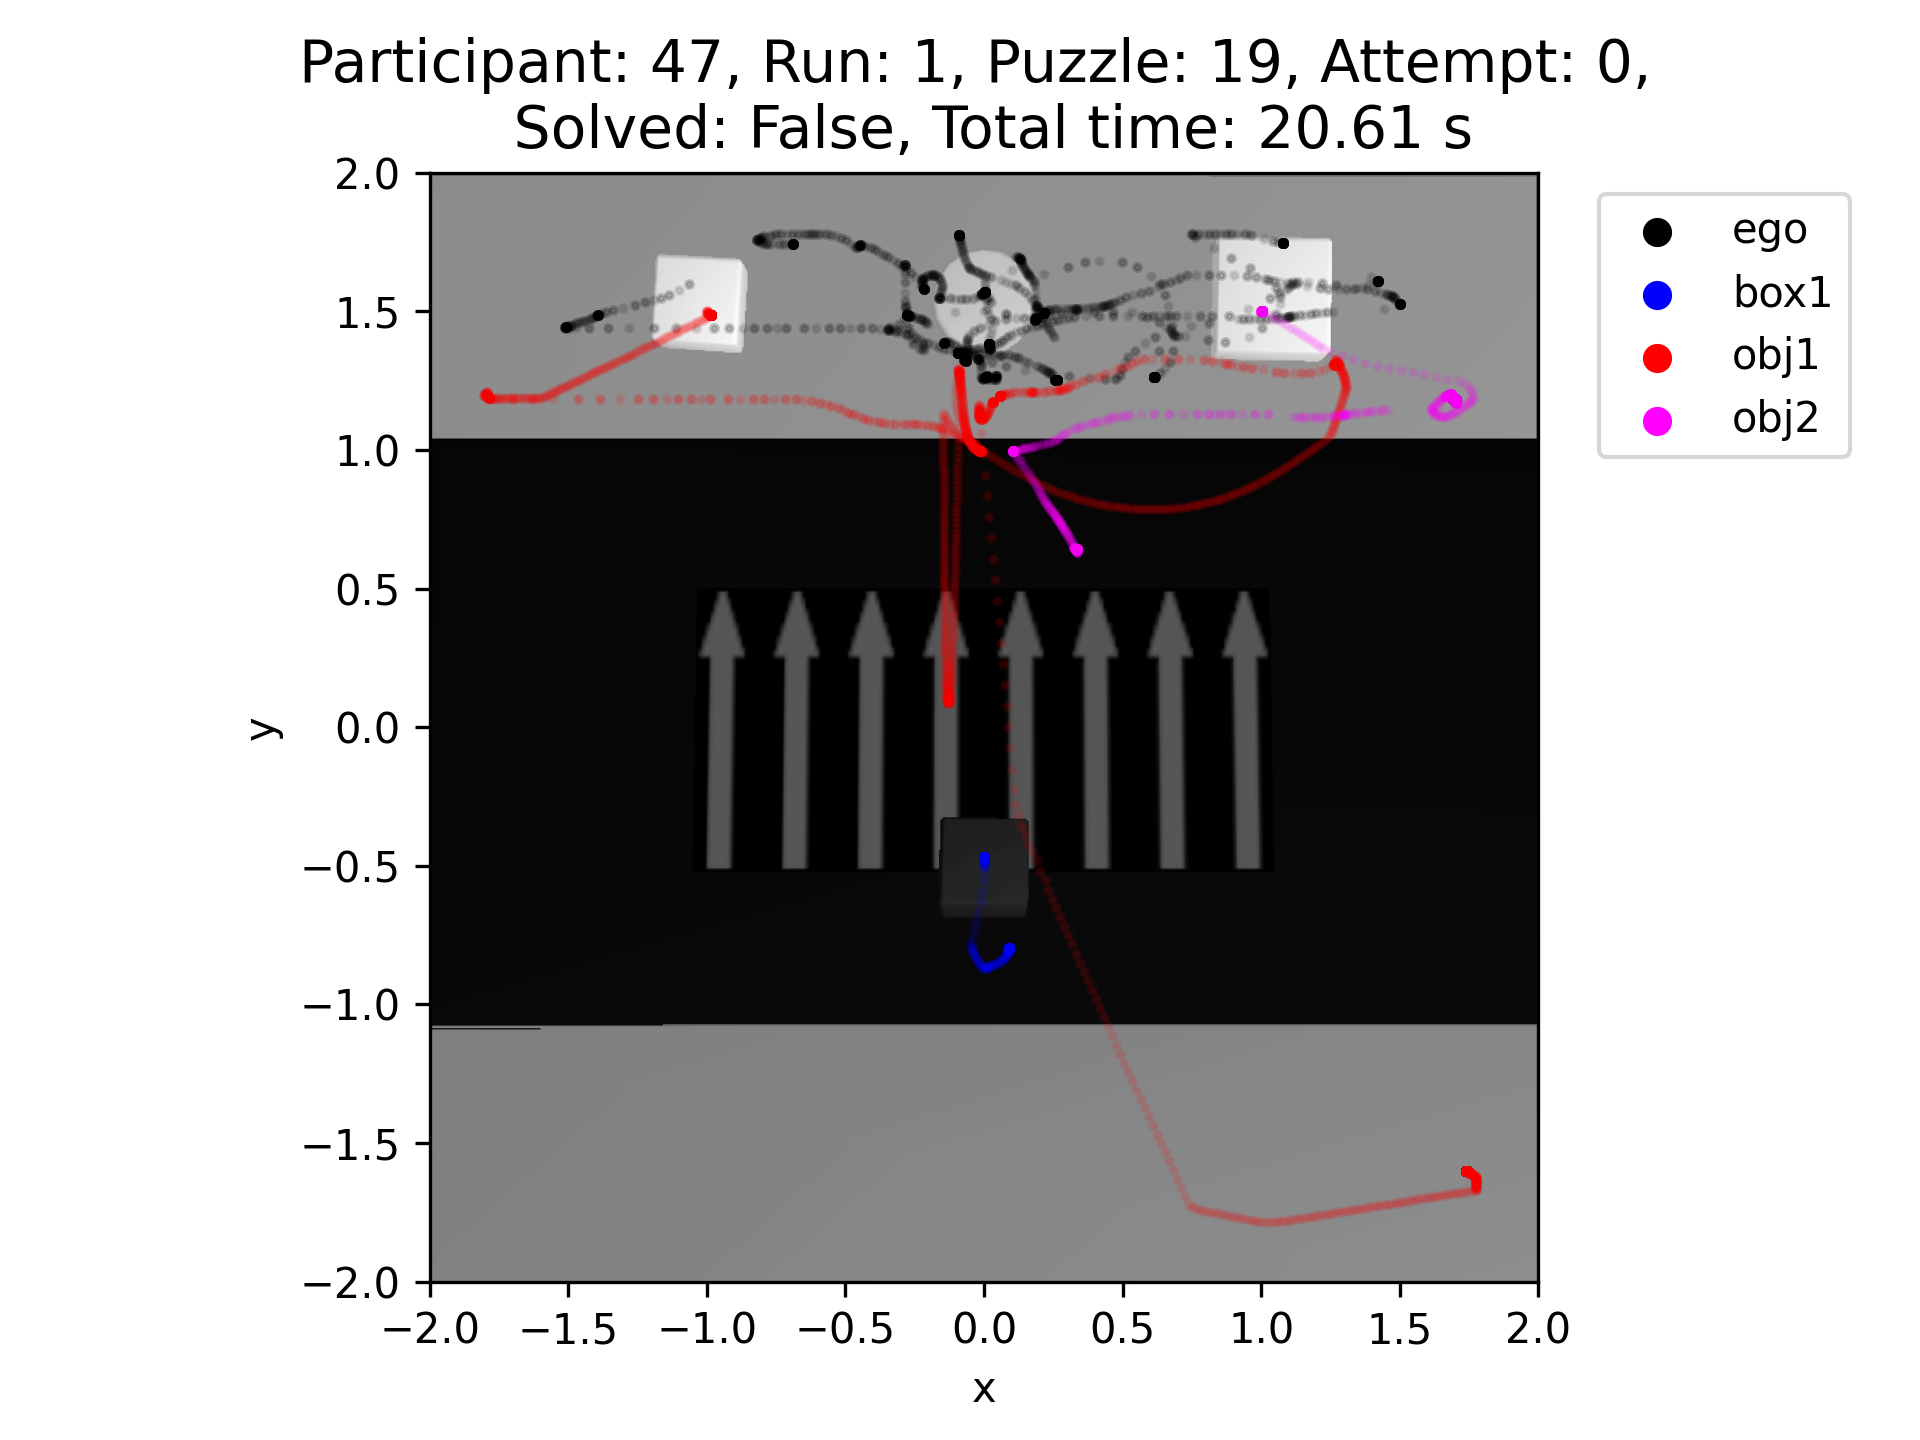 Participant: 47, Run: 1, Puzzle: 19, Attempt: 0,
Solved: False, Total time: 20.61 s
ego
box1
obj1
obj2
2.0
1.5
1.0
0.5
0.0
−0.5
−1.0
−1.5
−2.0
y
−2.0 −1.5 −1.0 −0.5 0.0 0.5 1.0 1.5 2.0
x